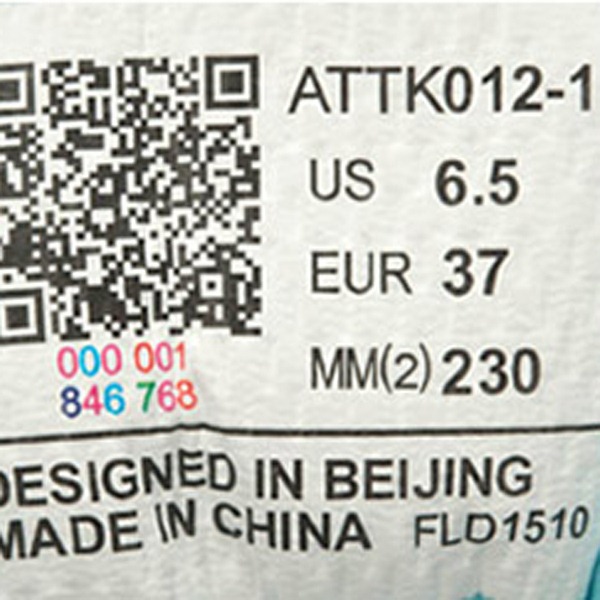 ATTK012-1
US 6.5
EUR 37
MM(2) 230
000 001
846 768
DESIGNED IN BEIJING
MADE IN CHINA FLD1510